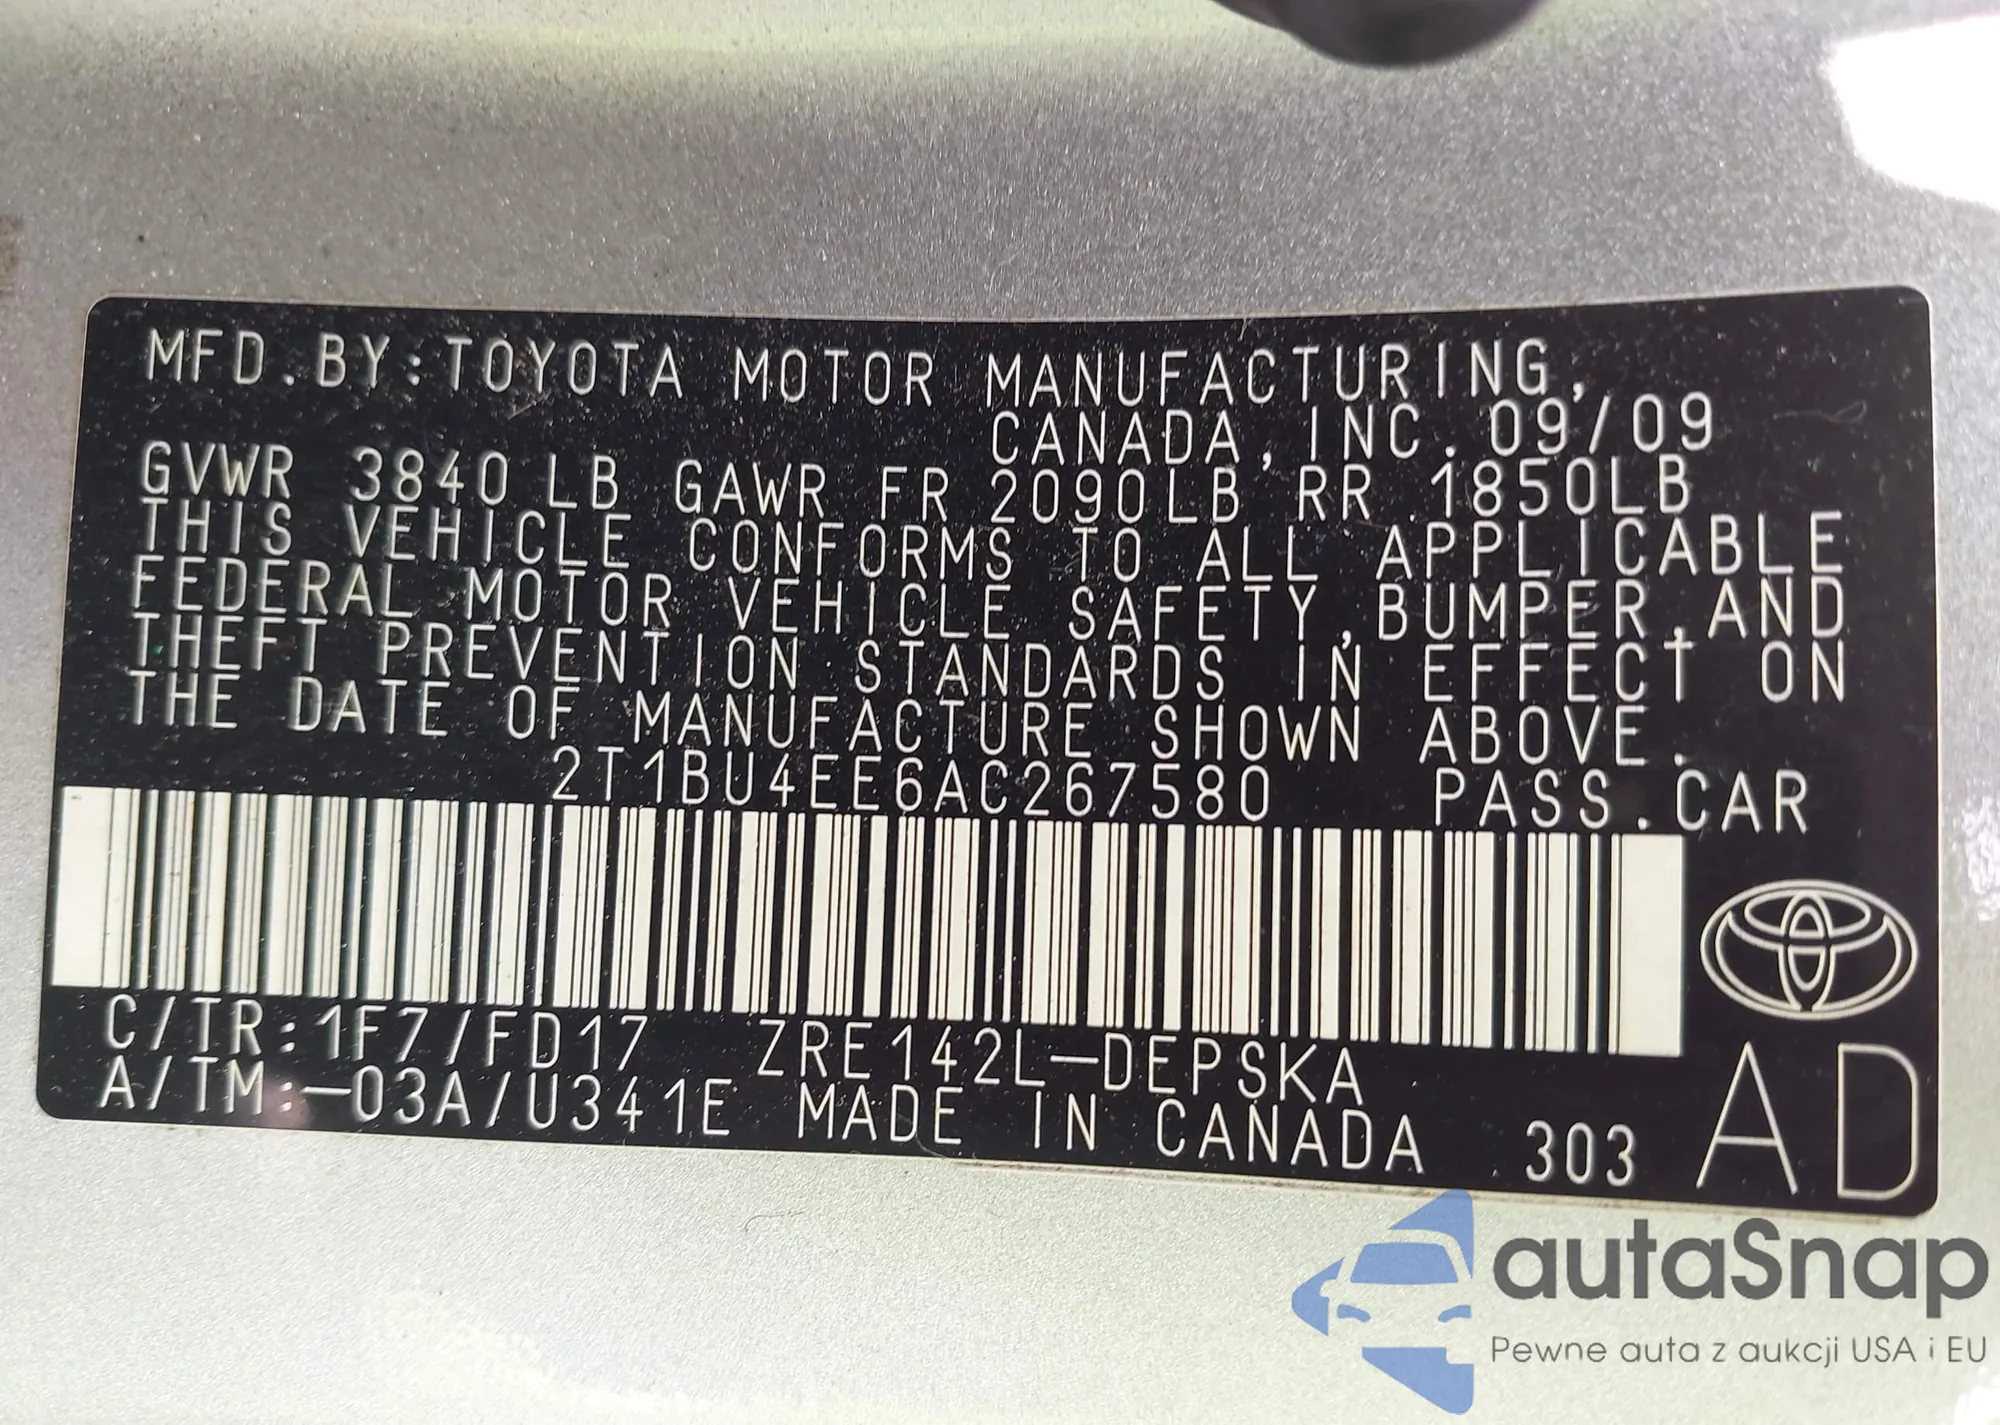 MFD.BY:TOYOTA MOTOR MANUFACTURING,
CANADA,INC. 09/09
GVWR 3840LB GAWR FR 2090LB RR 1850LB
THIS VEHICLE CONFORMS TO ALL APPLICABLE
FEDERAL MOTOR VEHICLE SAFETY,BUMPER,AND
THEFT PREVENTION STANDARDS IN EFFECT ON
THE DATE OF MANUFACTURE SHOWN ABOVE.
2T1BU4EE6AC267580 PASS.CAR
C/TR:1F7/FD17 ZRE142L-DEPSKA
A/TM:-03A/U341E MADE IN CANADA 303
AD
autaSnap
Pewne auta z aukcji USA i EU